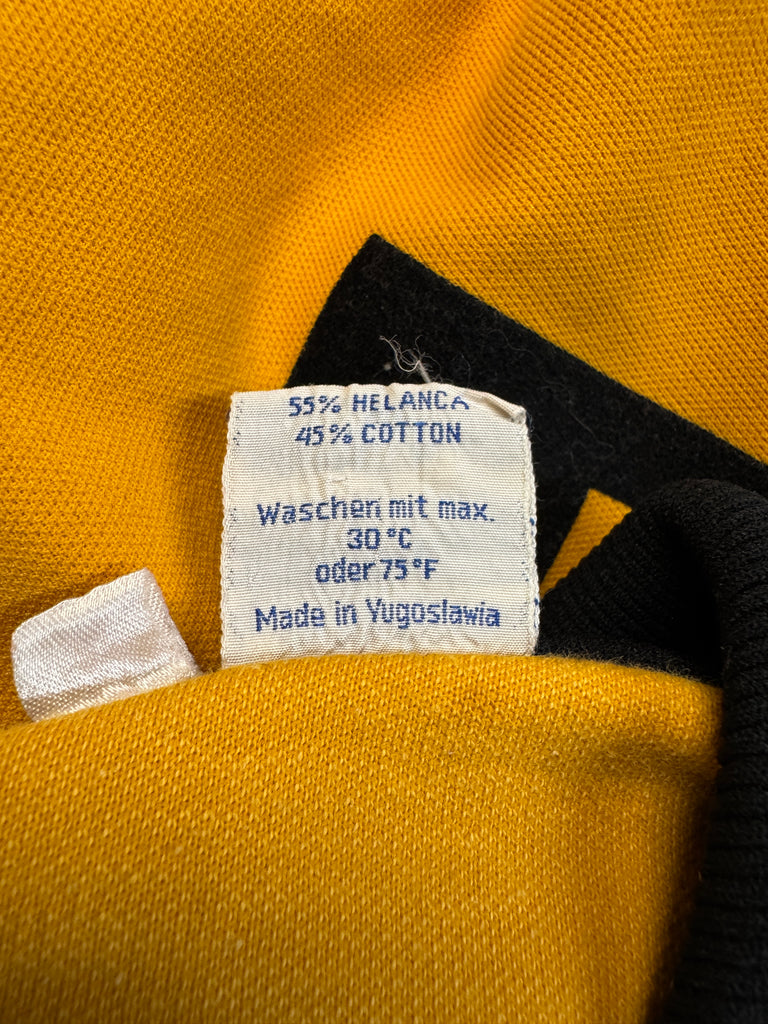 55% HELANCA
45% COTTON
Waschen mit max.
30°C
oder 75°F
Made in Yugoslawia